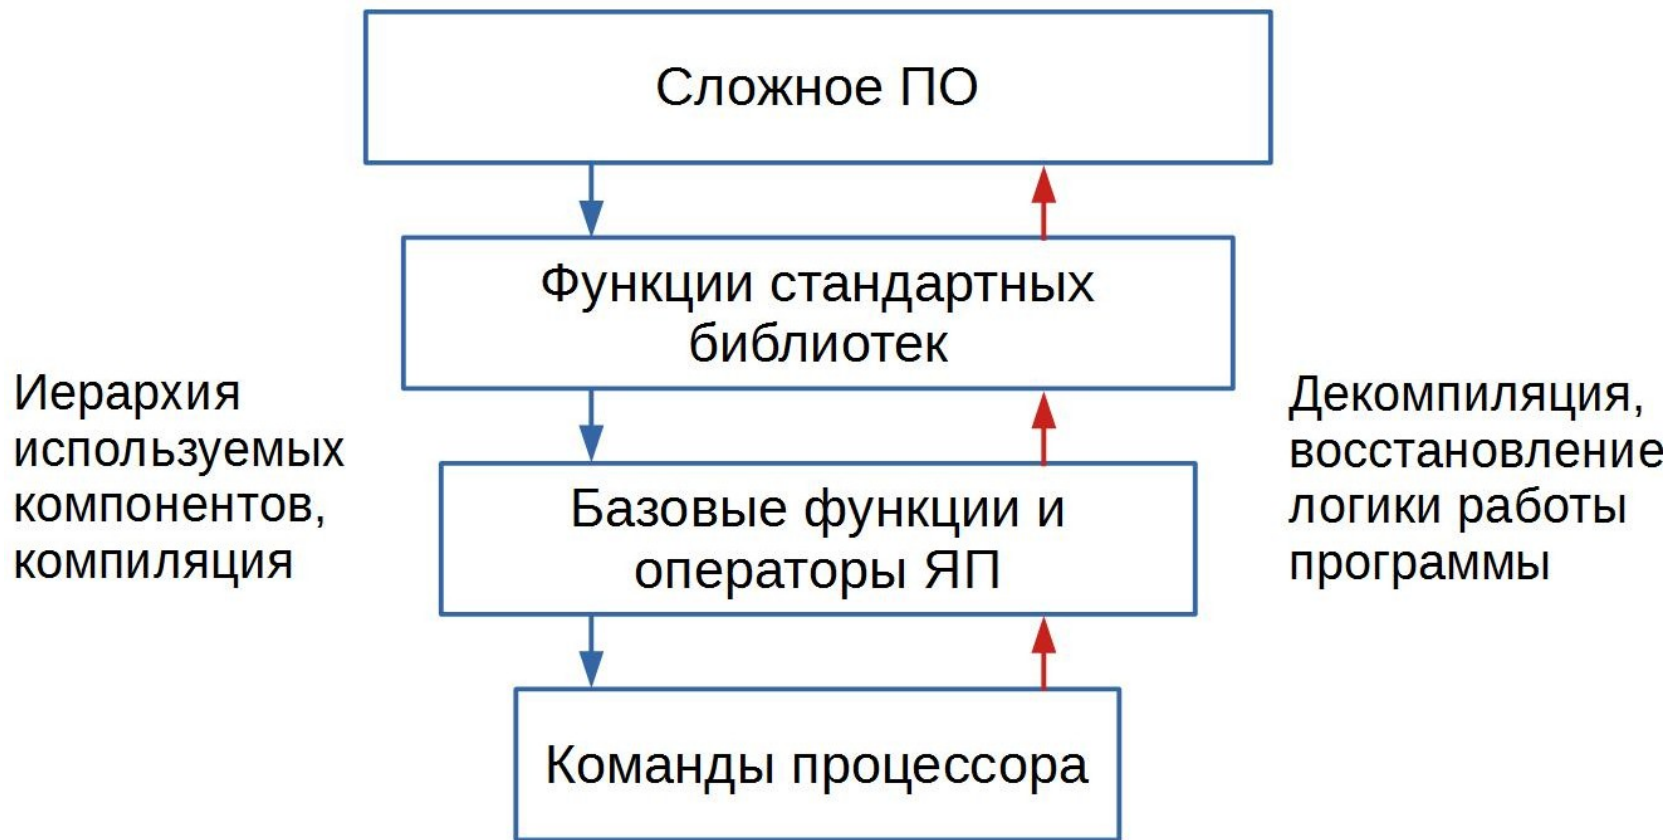 Сложное ПО
Функции стандартных
библиотек
Иерархия
используемых
компонентов,
компиляция
Декомпиляция,
восстановление
логики работы
программы
Базовые функции и
операторы ЯП
Команды процессора